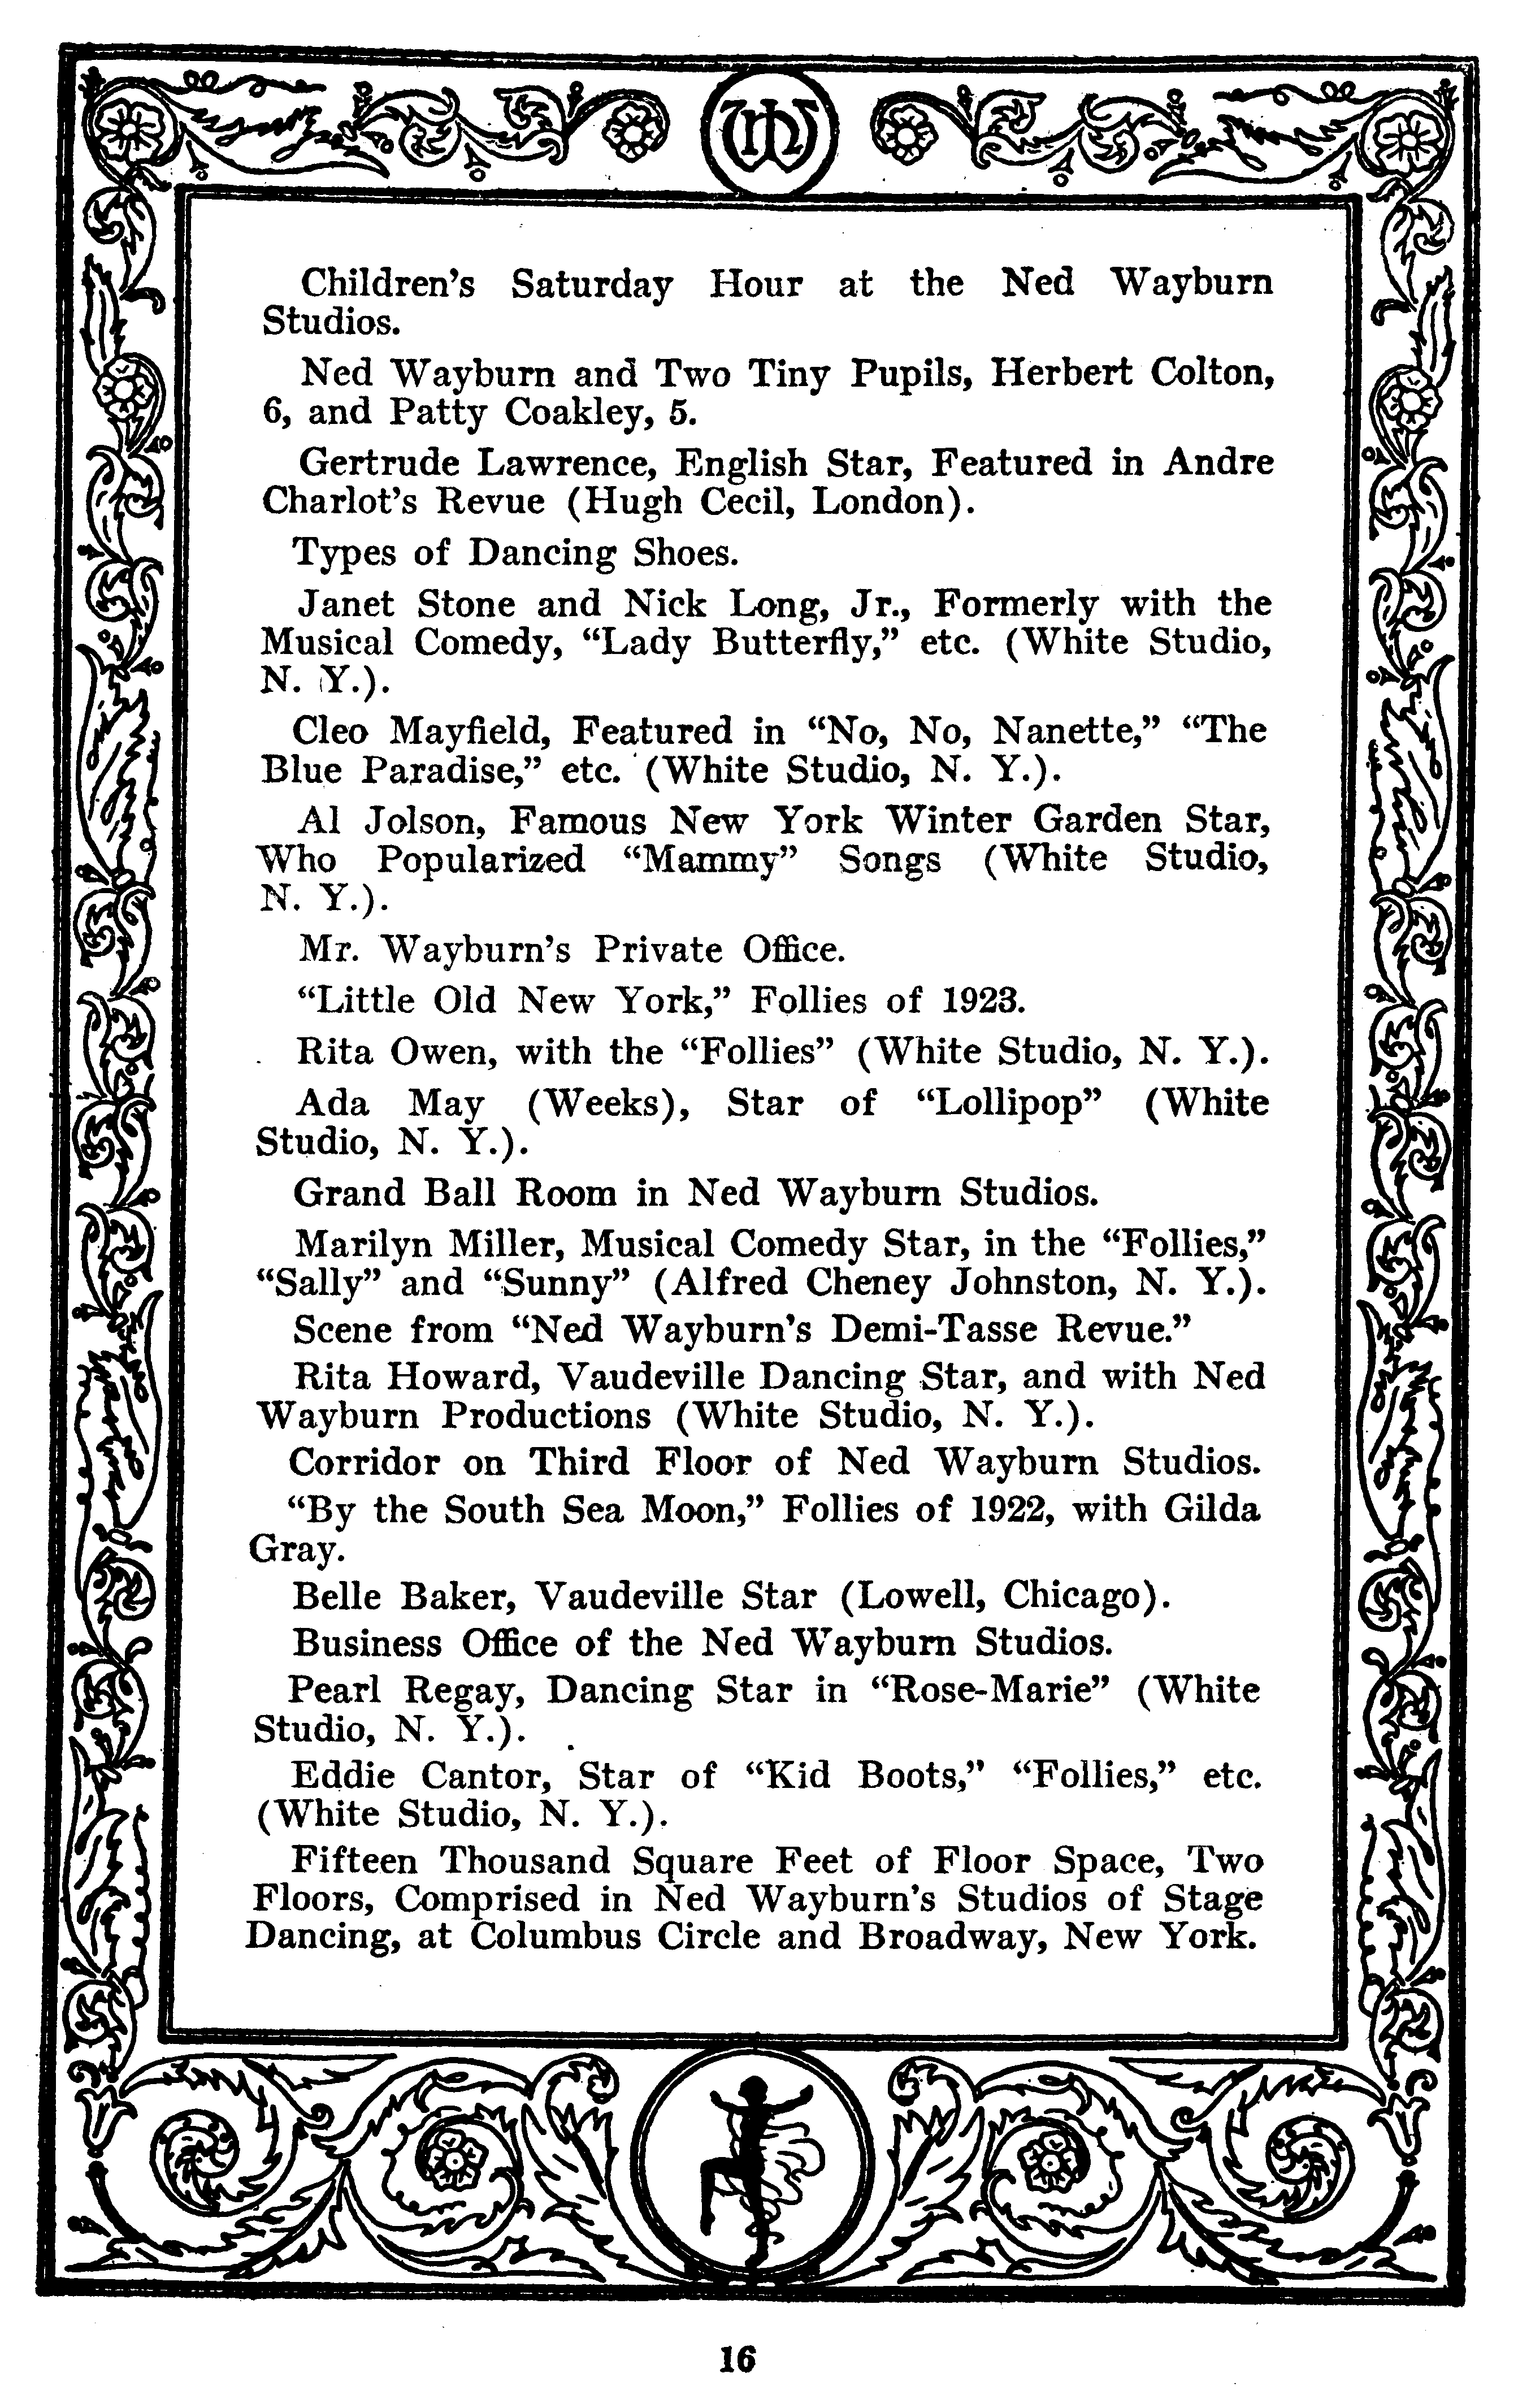 Children's Saturday Hour at the Ned Wayburn
Studios.
Ned Wayburn and Two Tiny Pupils, Herbert Colton,
6, and Patty Coakley, 5.
Gertrude Lawrence, English Star, Featured in Andre
Charlot's Revue (Hugh Cecil, London).
Types of Dancing Shoes.
Janet Stone and Nick Long, Jr., Formerly with the
Musical Comedy, “Lady Butterfly,” etc. (White Studio,
N. Y.).
Cleo Mayfield, Featured in “No, No, Nanette,” “The
Blue Paradise,” etc. (White Studio, N. Y.).
Al Jolson, Famous New York Winter Garden Star,
Who Popularized “Mammy” Songs (White Studio,
N. Y.).
Mr. Wayburn's Private Office.
“Little Old New York,” Follies of 1923.
Rita Owen, with the “Follies” (White Studio, N. Y.).
Ada May (Weeks), Star of “Lollipop” (White
Studio, N. Y.).
Grand Ball Room in Ned Wayburn Studios.
Marilyn Miller, Musical Comedy Star, in the “Follies,”
“Sally” and “Sunny” (Alfred Cheney Johnston, N. Y.).
Scene from “Ned Wayburn's Demi-Tasse Revue.”
Rita Howard, Vaudeville Dancing Star, and with Ned
Wayburn Productions (White Studio, N. Y.).
Corridor on Third Floor of Ned Wayburn Studios.
“By the South Sea Moon,” Follies of 1922, with Gilda
Gray.
Belle Baker, Vaudeville Star (Lowell, Chicago).
Business Office of the Ned Wayburn Studios.
Pearl Regay, Dancing Star in “Rose-Marie” (White
Studio, N. Y.).
Eddie Cantor, Star of “Kid Boots,” “Follies,” etc.
(White Studio, N. Y.).
Fifteen Thousand Square Feet of Floor Space, Two
Floors, Comprised in Ned Wayburn's Studios of Stage
Dancing, at Columbus Circle and Broadway, New York.
16